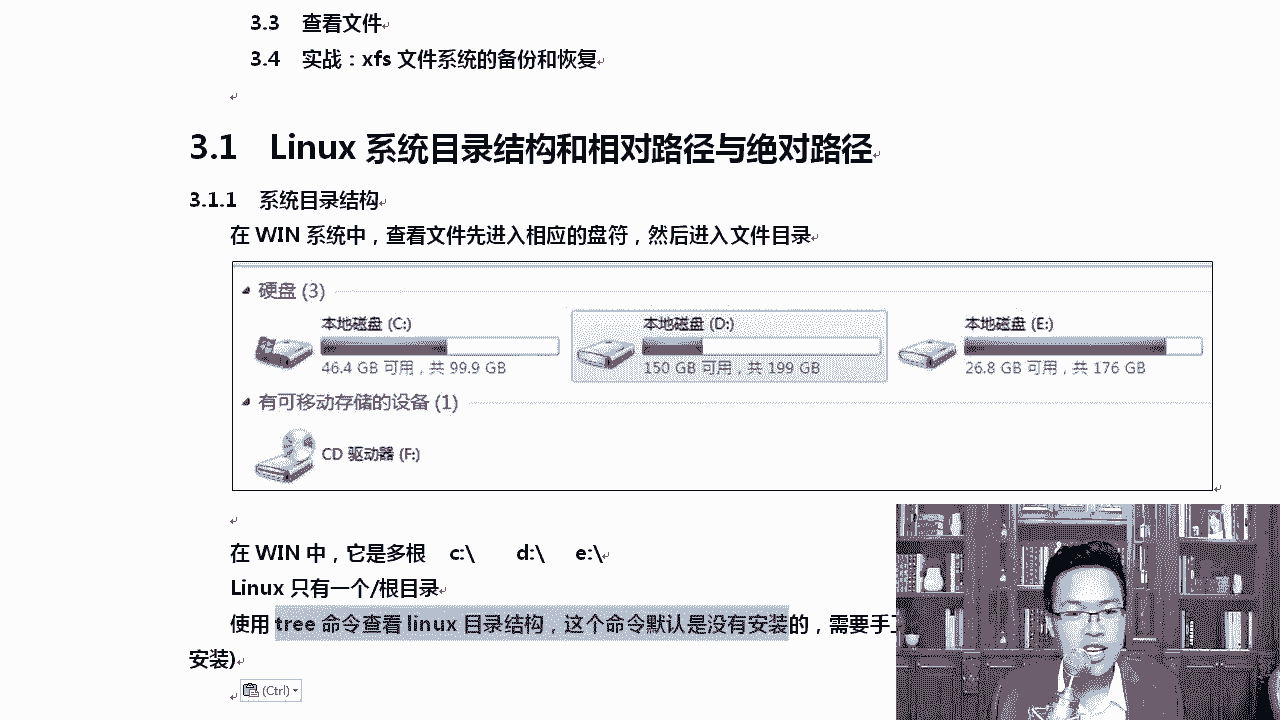 3.3 查看文件
3.4 实战：xfs 文件系统的备份和恢复
3.1 Linux 系统目录结构和相对路径与绝对路径
3.1.1 系统目录结构
在 WIN 系统中，查看文件先进入相应的盘符，然后进入文件目录
硬盘 (3)
本地磁盘 (C:) 本地磁盘 (D:) 本地磁盘 (E:)
46.4 GB 可用，共 99.9 GB 150 GB 可用，共 199 GB 26.8 GB 可用，共 176 GB
有可移动存储的设备 (1)
CD 驱动器 (F:)
在 WIN 中，它是多根 c:\ d:\ e:\
Linux 只有一个/根目录
使用 tree 命令查看 linux 目录结构，这个命令默认是没有安装的，需要手
安装)
(Ctrl)